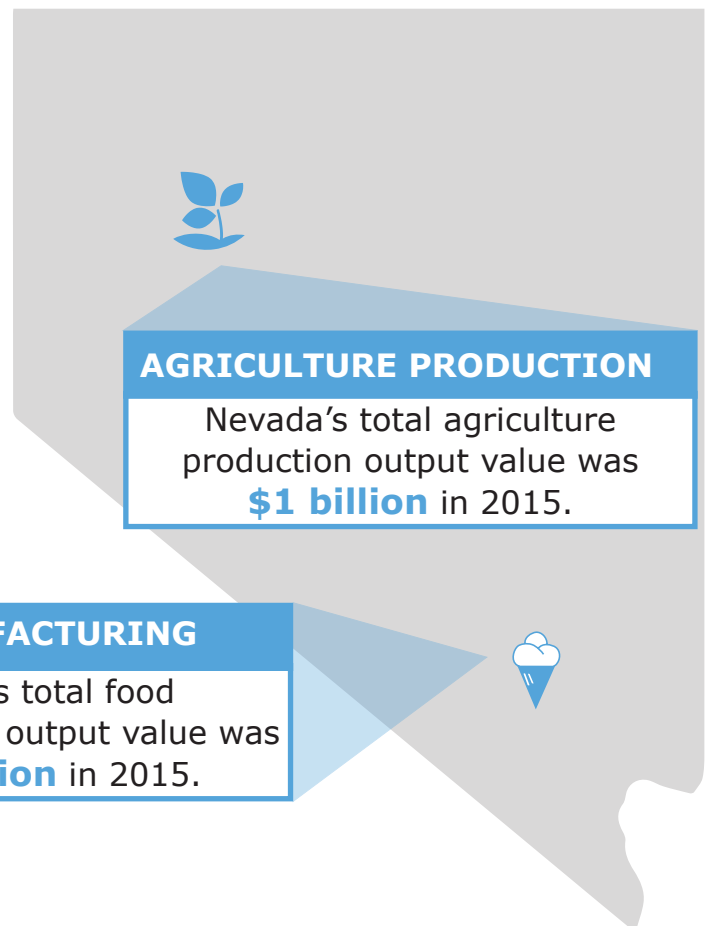 AGRICULTURE PRODUCTION
Nevada’s total agriculture
production output value was
$1 billion in 2015.
FACTURING
s total food
output value was
ion in 2015.